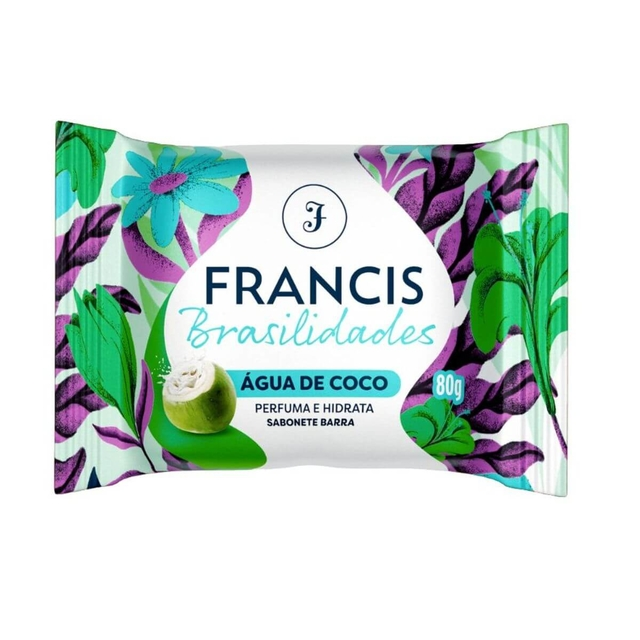 F
FRANCIS
Brasilidades
ÁGUA DE COCO
80g
PERFUMA E HIDRATA
SABONETE BARRA